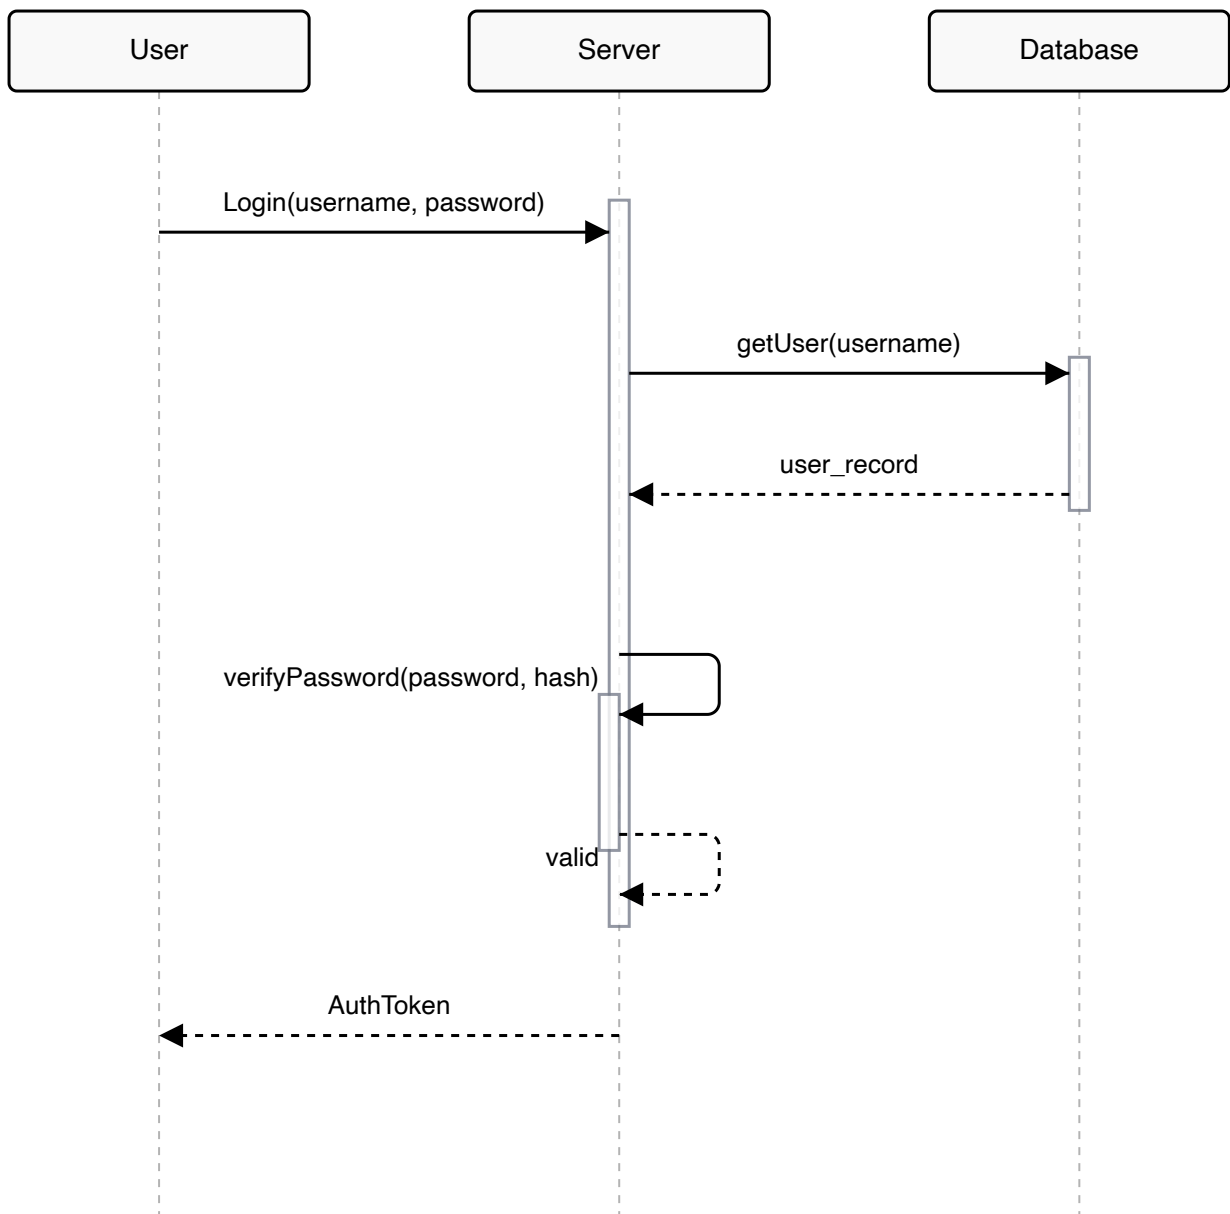 User
Server
Database
Login(username, password)
getUser(username)
user_record
verifyPassword(password, hash)
valid
AuthToken